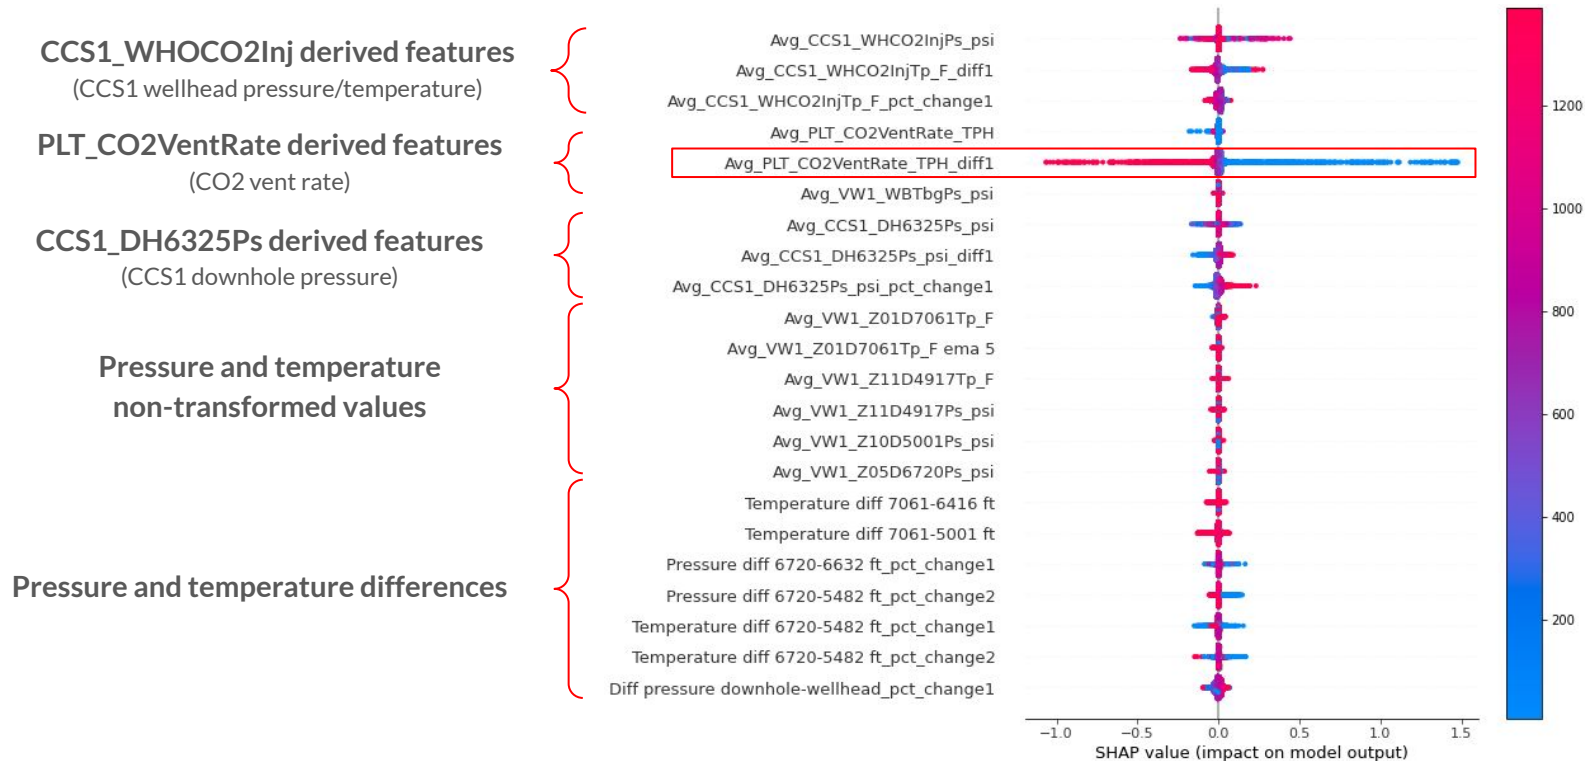 CCS1_WHOCO2Inj derived features
(CCS1 wellhead pressure/temperature)
PLT_CO2VentRate derived features
(CO2 vent rate)
CCS1_DH6325Ps derived features
(CCS1 downhole pressure)
Pressure and temperature
non-transformed values
Pressure and temperature differences
Avg_CCS1_WHCO2InjPs_psi
Avg_CCS1_WHCO2InjTp_F_diff1
Avg_CCS1_WHCO2InjTp_F_pct_change1
Avg_PLT_CO2VentRate_TPH
Avg_PLT_CO2VentRate_TPH_diff1
Avg_VW1_WBTbgPs_psi
Avg_CCS1_DH6325Ps_psi
Avg_CCS1_DH6325Ps_psi_diff1
Avg_CCS1_DH6325Ps_psi_pct_change1
Avg_VW1_Z01D7061Tp_F
Avg_VW1_Z01D7061Tp_F ema 5
Avg_VW1_Z11D4917Tp_F
Avg_VW1_Z11D4917Ps_psi
Avg_VW1_Z10D5001Ps_psi
Avg_VW1_Z05D6720Ps_psi
Temperature diff 7061-6416 ft
Temperature diff 7061-5001 ft
Pressure diff 6720-6632 ft_pct_change1
Pressure diff 6720-5482 ft_pct_change2
Temperature diff 6720-5482 ft_pct_change1
Temperature diff 6720-5482 ft_pct_change2
Diff pressure downhole-wellhead_pct_change1
−1.0 −0.5 0.0 0.5 1.0 1.5
SHAP value (impact on model output)
1200
1000
800
600
400
200